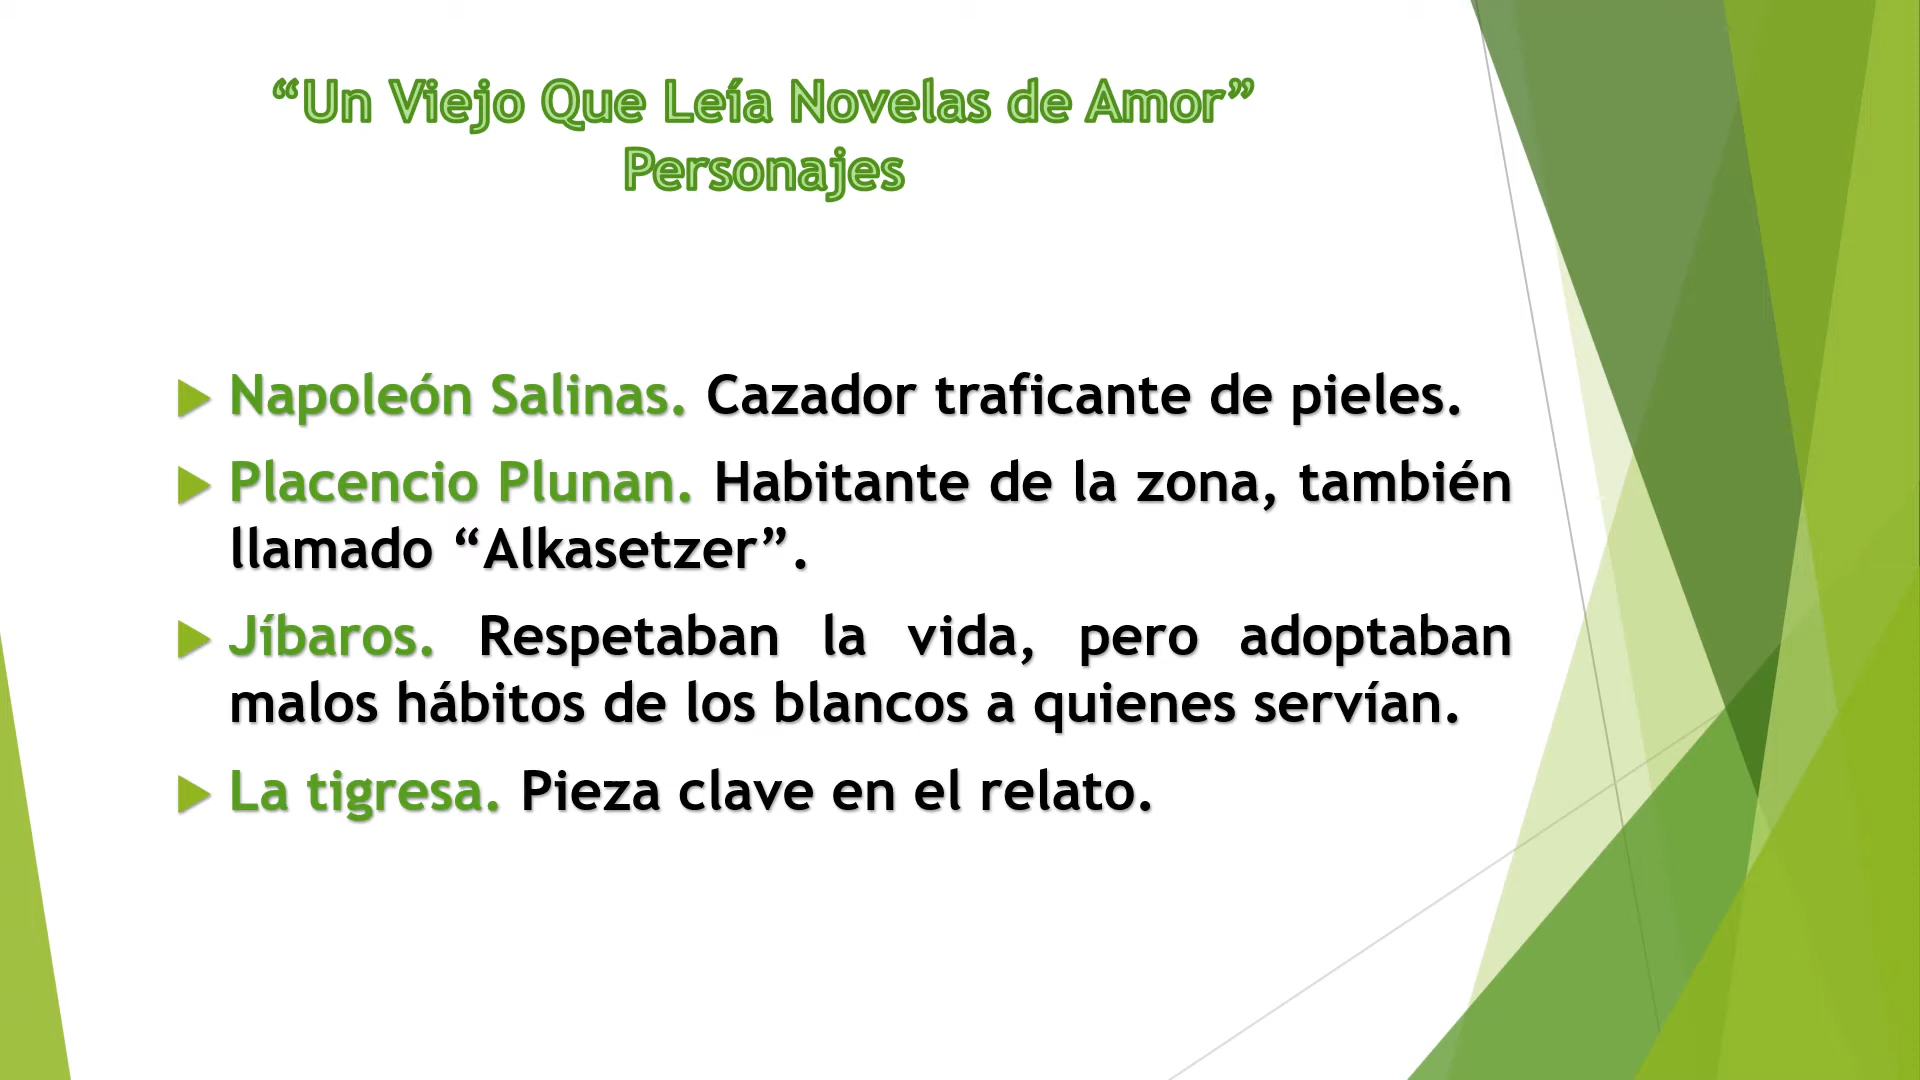 “Un Viejo Que Leía Novelas de Amor”
Personajes
Napoleón Salinas. Cazador traficante de pieles.
Placencio Plunan. Habitante de la zona, también
llamado “Alkasetzer”.
Jíbaros. Respetaban la vida, pero adoptaban
malos hábitos de los blancos a quienes servían.
La tigresa. Pieza clave en el relato.